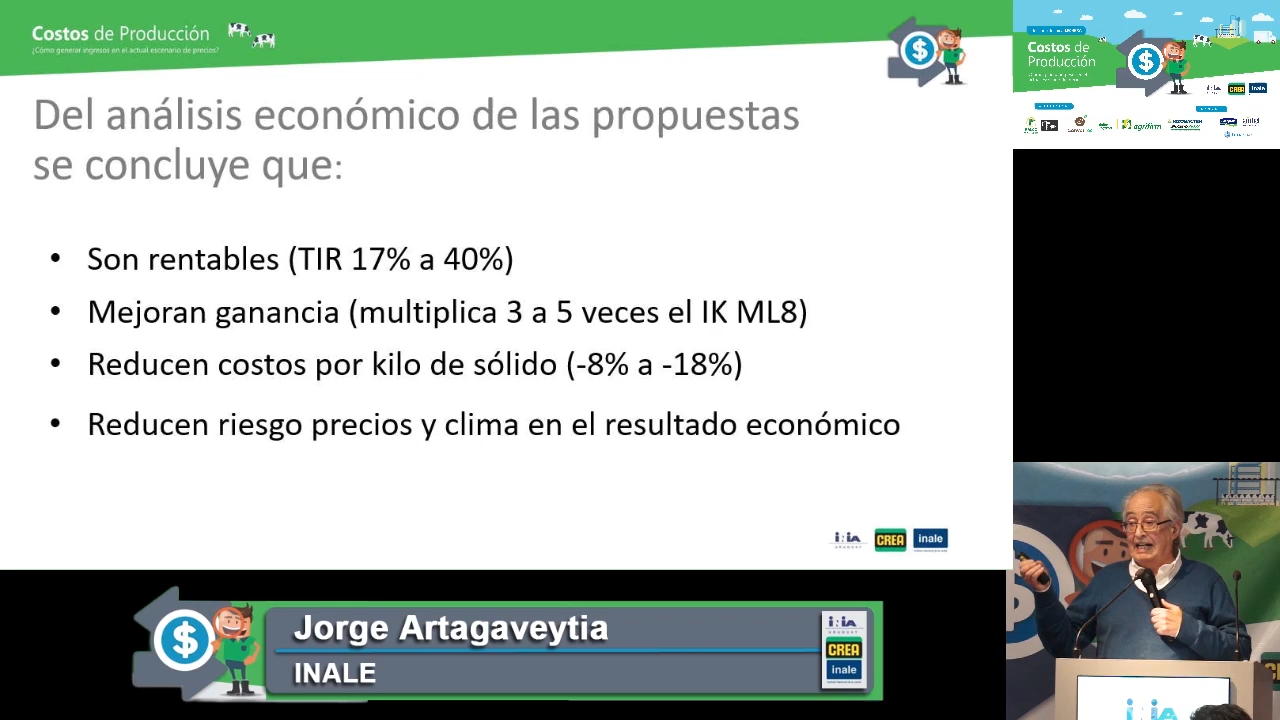 Costos de Producción
¿Cómo generar ingresos en el actual escenario de precios?
Del análisis económico de las propuestas
se concluye que:
• Son rentables (TIR 17% a 40%)
• Mejoran ganancia (multiplica 3 a 5 veces el IK ML8)
• Reducen costos por kilo de sólido (-8% a -18%)
• Reducen riesgo precios y clima en el resultado económico
CREA
inale
Jorge Artagaveytia
INALE
CREA
inale
Costos de
Producción
CREA
inale
agrifirm